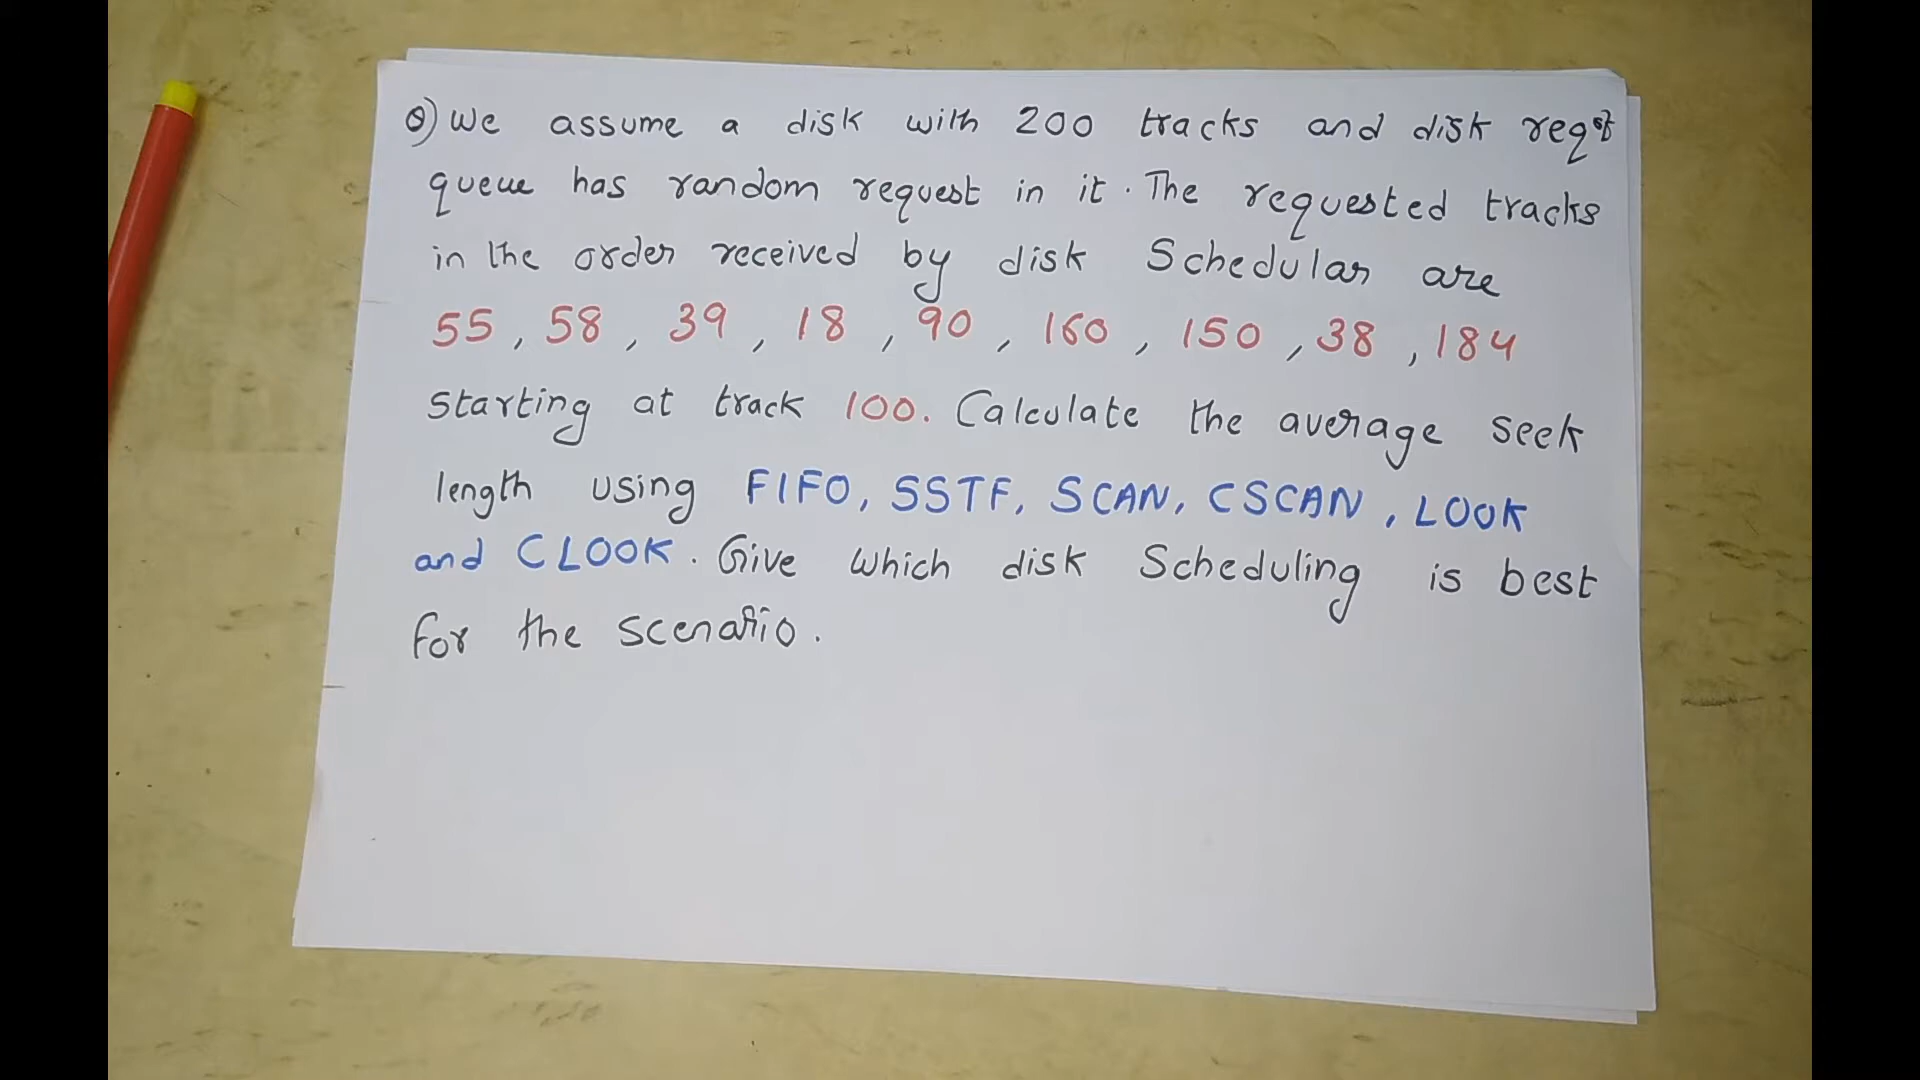 Q) We assume a disk with 200 tracks and disk reqst
queue has random request in it. The requested tracks
in the order received by disk Schedular are
55, 58, 39, 18, 90, 160, 150, 38, 184
Starting at track 100. Calculate the average seek
length using FIFO, SSTF, SCAN, CSCAN, LOOK
and CLOOK. Give which disk Scheduling is best
for the scenario.